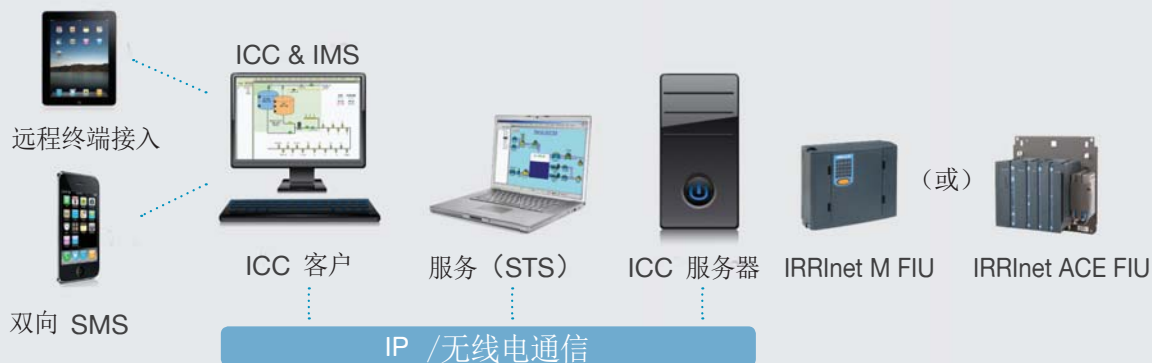 ICC & IMS
远程终端接入
（或）
ICC 客户
服务（STS）
ICC 服务器
IRRInet M FIU
IRRInet ACE FIU
双向 SMS
IP /无线电通信